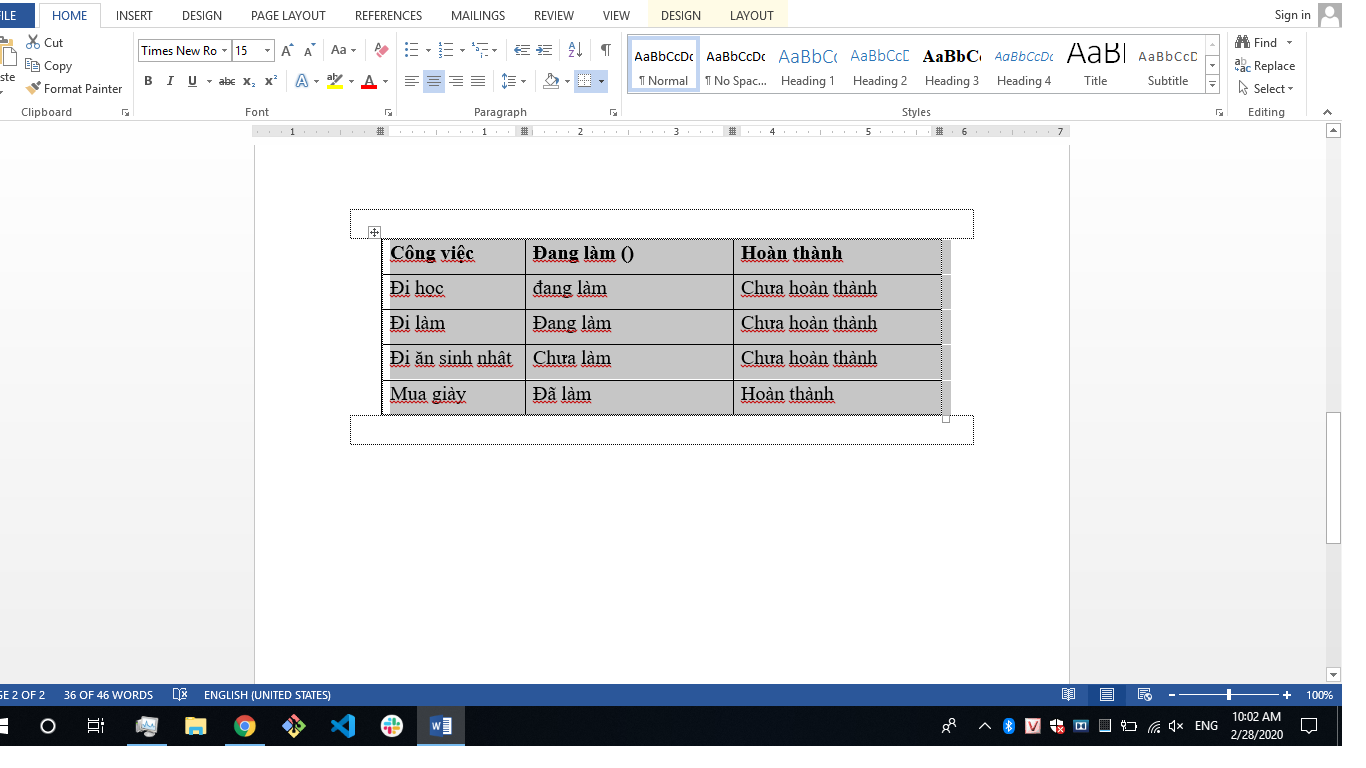 FILE HOME INSERT DESIGN PAGE LAYOUT REFERENCES MAILINGS REVIEW VIEW DESIGN LAYOUT Sign in
Cut
Copy
Format Painter
Clipboard
Times New Ro 15 Aa
B I U abc X₂ X² A ab A
Font
Paragraph
AaBbCcDc AaBbCcDc AaBbCc AaBbCcD AaBbC AaBbCcDc AaBl AaBbCcD
¶ Normal ¶ No Spac... Heading 1 Heading 2 Heading 3 Heading 4 Title Subtitle
Styles
Find
Replace
Select
Editing
1 1 2 3 4 5 6 7
Công việc Đang làm () Hoàn thành
Đi học đang làm Chưa hoàn thành
Đi làm Đang làm Chưa hoàn thành
Đi ăn sinh nhật Chưa làm Chưa hoàn thành
Mua giày Đã làm Hoàn thành
GE 2 OF 2 36 OF 46 WORDS ENGLISH (UNITED STATES) 100%
ENG 10:02 AM
2/28/2020